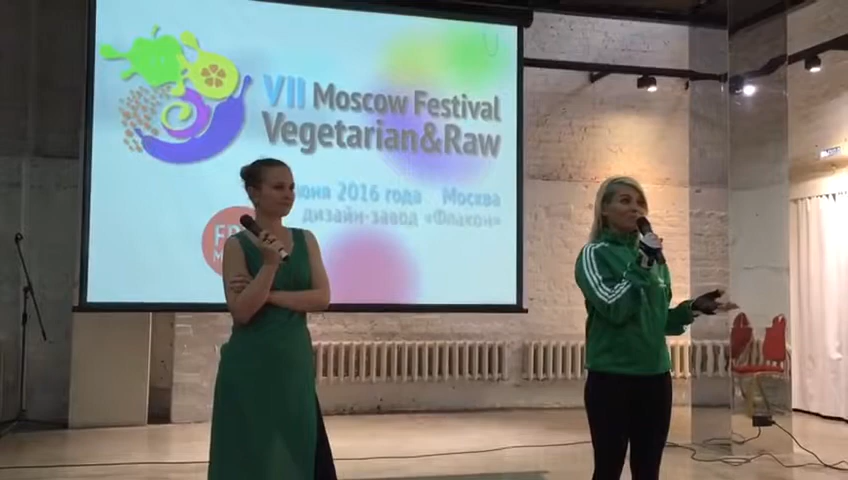 VII Moscow Festival
Vegetarian&Raw
юня 2016 года Москва
дизайн-завод «Флакон»